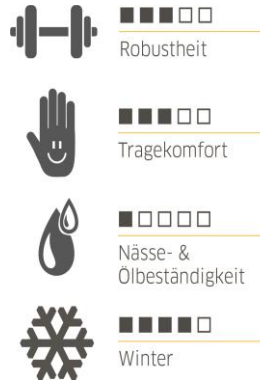 Robustheit
Tragekomfort
Nässe- &
Ölbeständigkeit
Winter